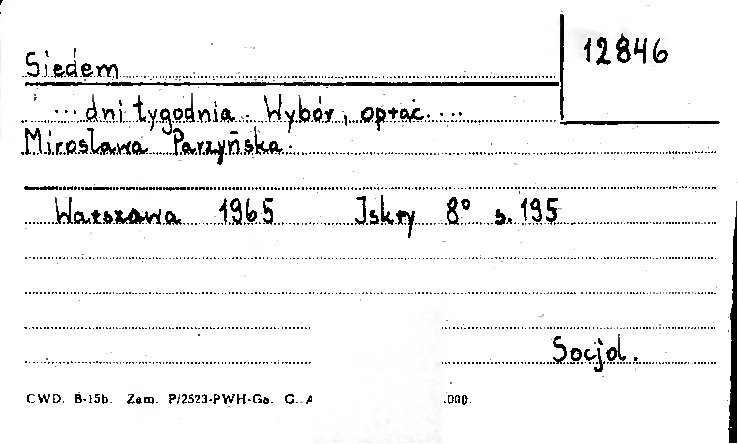 12846
Siedem
... dni tygodnia. Wybór, oprac. ...
Mirosława Parzyńska.
Warszawa 1965 Iskry 8° s. 195
Socjol.
CWD. B-15b. Zam. P/2523-PWH-Ga. G. A .000.